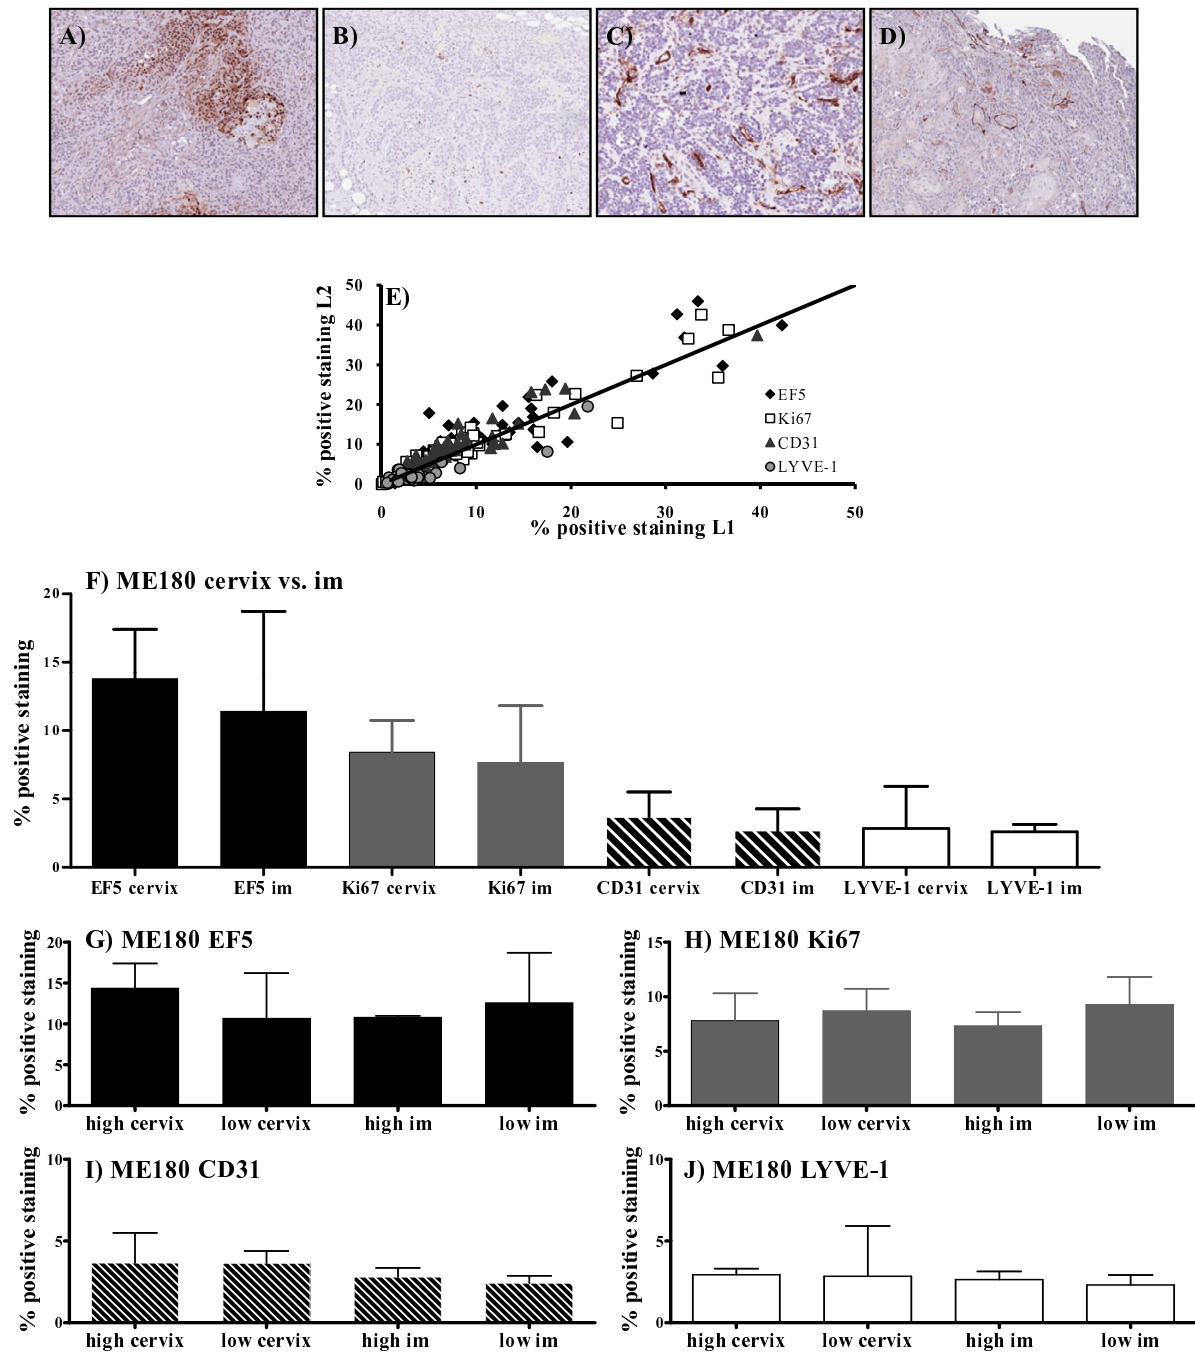 A)
B)
C)
D)
E)
% positive staining L2
50
40
30
20
10
0
EF5
Ki67
CD31
LYVE-1
0 10 20 30 40 50
% positive staining L1
F) ME180 cervix vs. im
% positive staining
20
15
10
5
0
EF5 cervix EF5 im Ki67 cervix Ki67 im CD31 cervix CD31 im LYVE-1 cervix LYVE-1 im
G) ME180 EF5
% positive staining
20
15
10
5
0
high cervix low cervix high im low im
H) ME180 Ki67
% positive staining
15
10
5
0
high cervix low cervix high im low im
I) ME180 CD31
% positive staining
10
5
0
high cervix low cervix high im low im
J) ME180 LYVE-1
% positive staining
10
5
0
high cervix low cervix high im low im